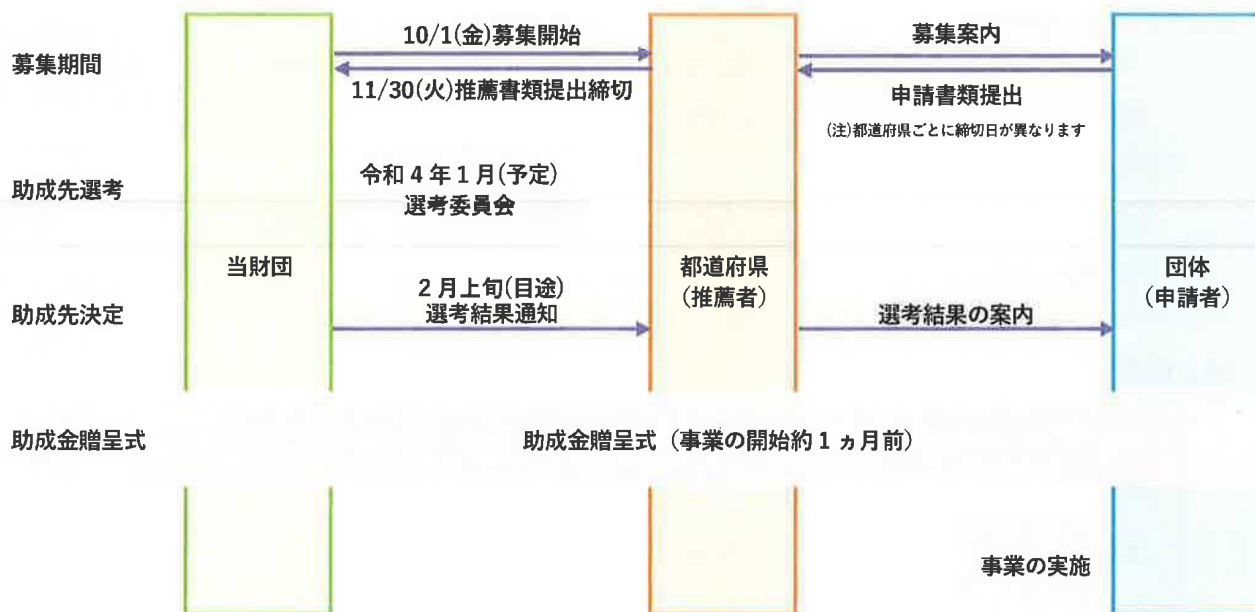 募集期間
10/1(金)募集開始
募集案内
11/30(火)推薦書類提出締切
申請書類提出
(注)都道府県ごとに締切日が異なります
助成先選考
令和4年1月(予定)
選考委員会
当財団
都道府県
(推薦者)
団体
(申請者)
助成先決定
2月上旬(目途)
選考結果通知
選考結果の案内
助成金贈呈式
助成金贈呈式(事業の開始約1ヵ月前)
事業の実施